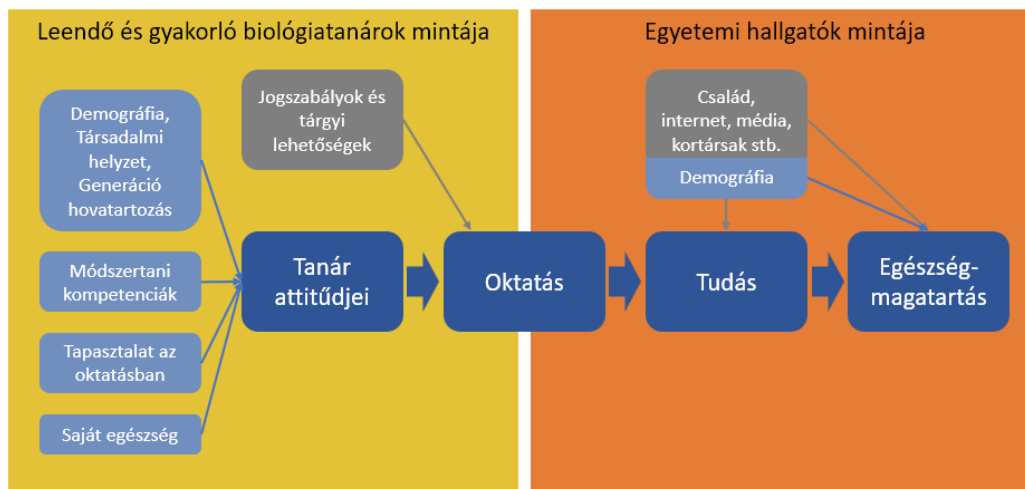 Leendő és gyakorló biológiatanárok mintája
Demográfia,
Társadalmi
helyzet,
Generáció
hovatartozás
Módszertani
kompetenciák
Tapasztalat az
oktatásban
Saját egészség
Jogszabályok és
tárgyi
lehetőségek
Tanár
attitűdjei
Oktatás
Egyetemi hallgatók mintája
Család,
internet, média,
kortársak stb.
Demográfia
Tudás
Egészség-
magatartás